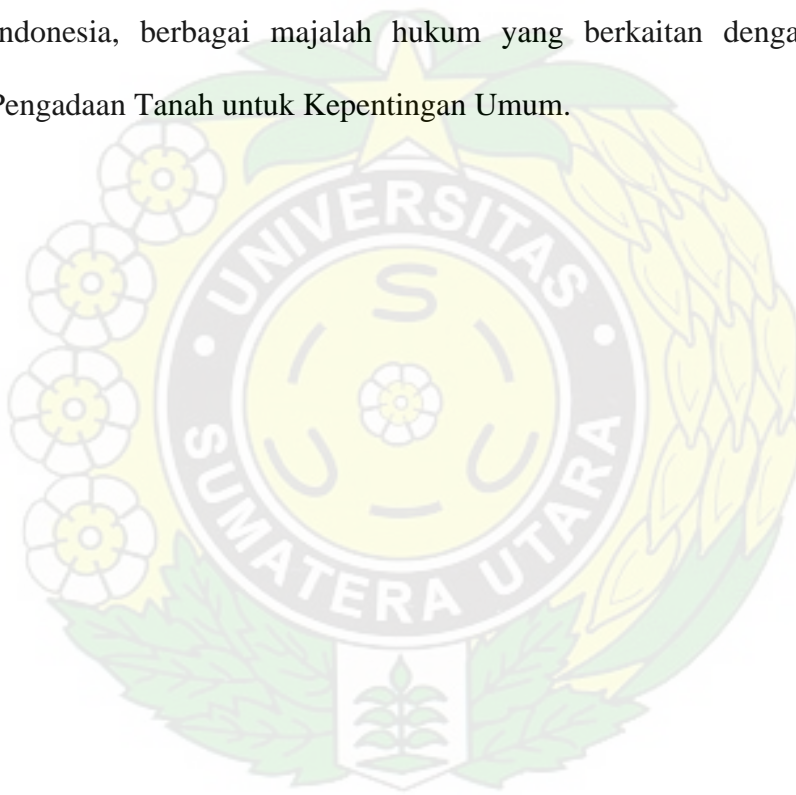 ndonesia, berbagai majalah hukum yang berkaitan denga
Pengadaan Tanah untuk Kepentingan Umum.
UNIVERSITAS
S
U U
SUMATERA UTARA